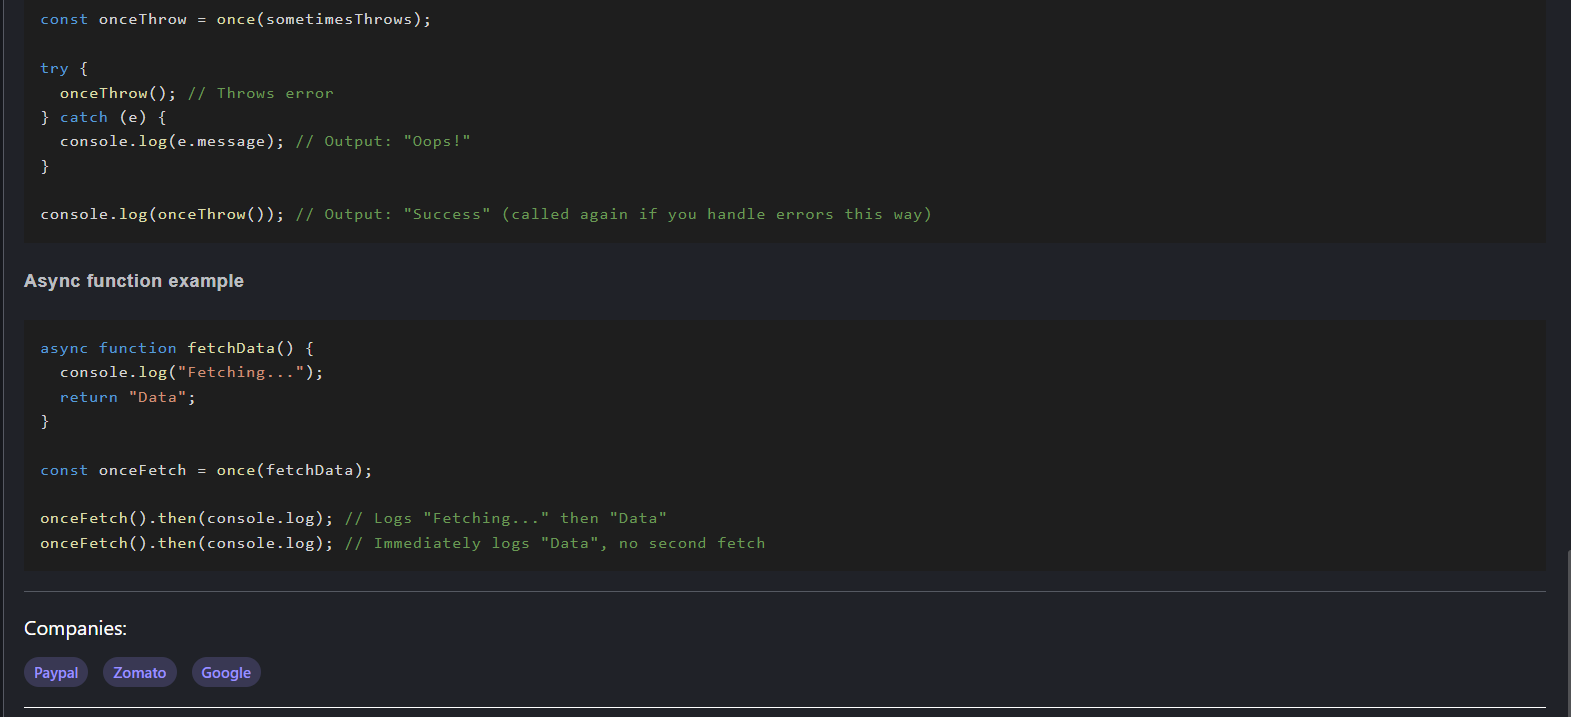 const onceThrow = once(sometimesThrows);
try {
  onceThrow(); // Throws error
} catch (e) {
  console.log(e.message); // Output: "Oops!"
}
console.log(onceThrow()); // Output: "Success" (called again if you handle errors this way)
Async function example
async function fetchData() {
  console.log("Fetching...");
  return "Data";
}
const onceFetch = once(fetchData);
onceFetch().then(console.log); // Logs "Fetching..." then "Data"
onceFetch().then(console.log); // Immediately logs "Data", no second fetch
Companies:
Paypal Zomato Google